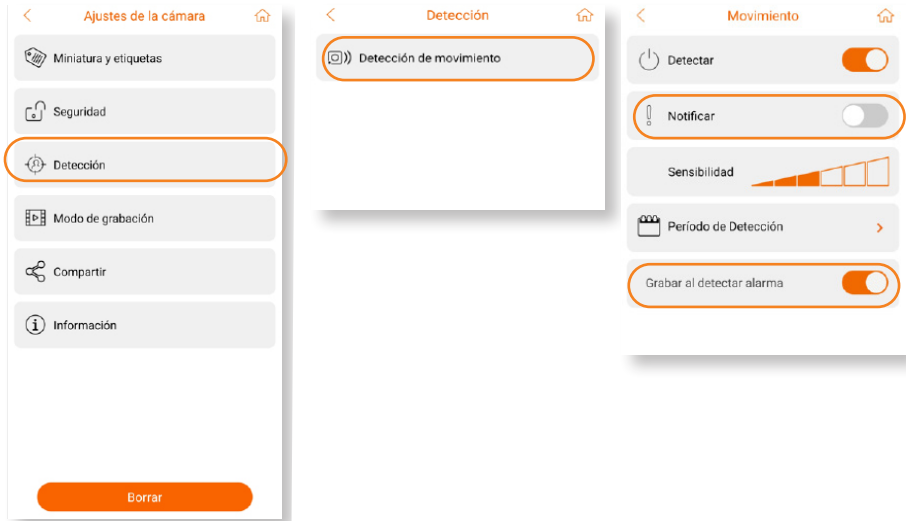 Ajustes de la cámara
Miniatura y etiquetas
Seguridad
Detección
Modo de grabación
Compartir
Información
Borrar
Detección
Detección de movimiento
Movimiento
Detectar
Notificar
Sensibilidad
Período de Detección
Grabar al detectar alarma